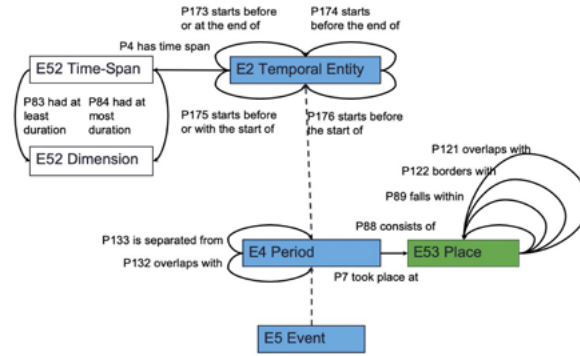 P173 starts before
or at the end of
P174 starts
before the end of
P4 has time span
E52 Time-Span
E2 Temporal Entity
P83 had at
least
duration
P84 had at
most
duration
P175 starts before
or with the start of
P176 starts before
the start of
E52 Dimension
P121 overlaps with
P122 borders with
P89 falls within
P88 consists of
P133 is separated from
P132 overlaps with
E4 Period
E53 Place
P7 took place at
E5 Event